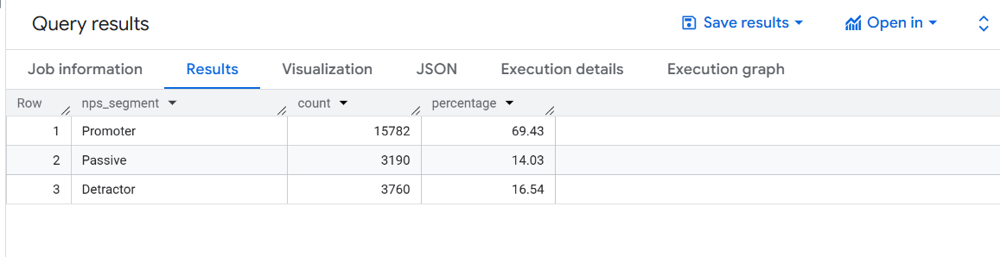 Query results Save results Open in
Job information Results Visualization JSON Execution details Execution graph
Row nps_segment count percentage
1 Promoter 15782 69.43
2 Passive 3190 14.03
3 Detractor 3760 16.54